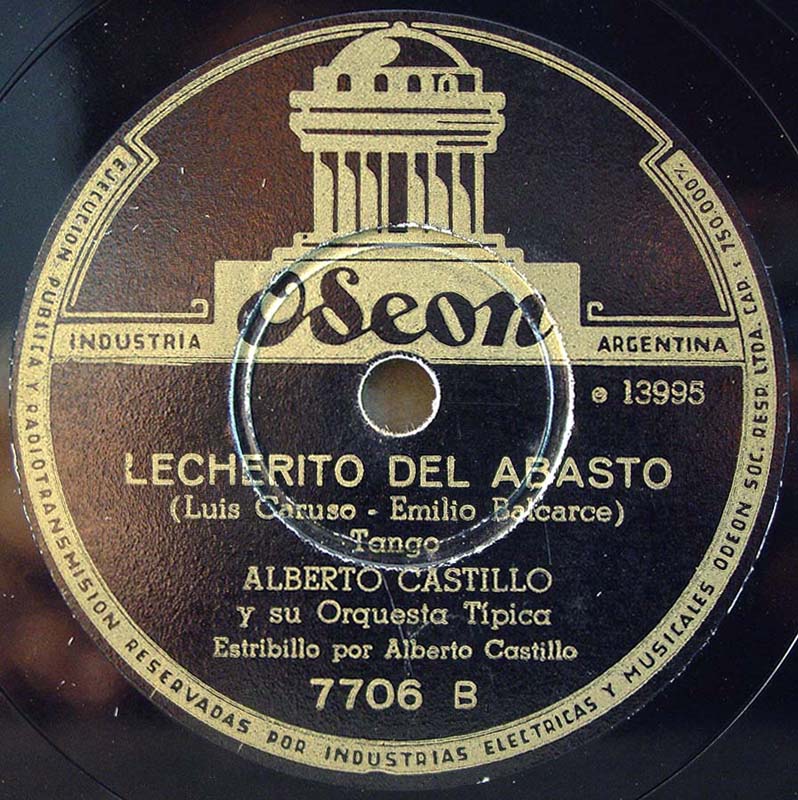 Odeon
INDUSTRIA ARGENTINA
e 13995
LECHERITO DEL ABASTO
(Luis Caruso - Emilio Balcarce)
Tango
ALBERTO CASTILLO
y su Orquesta Típica
Estribillo por Alberto Castillo
7706 B
EJECUCION PUBLICA Y RADIOTRANSMISION RESERVADAS POR INDUSTRIAS ELECTRICAS Y MUSICALES ODEON SOC. RESP. LTDA. CAP.: 750.000%